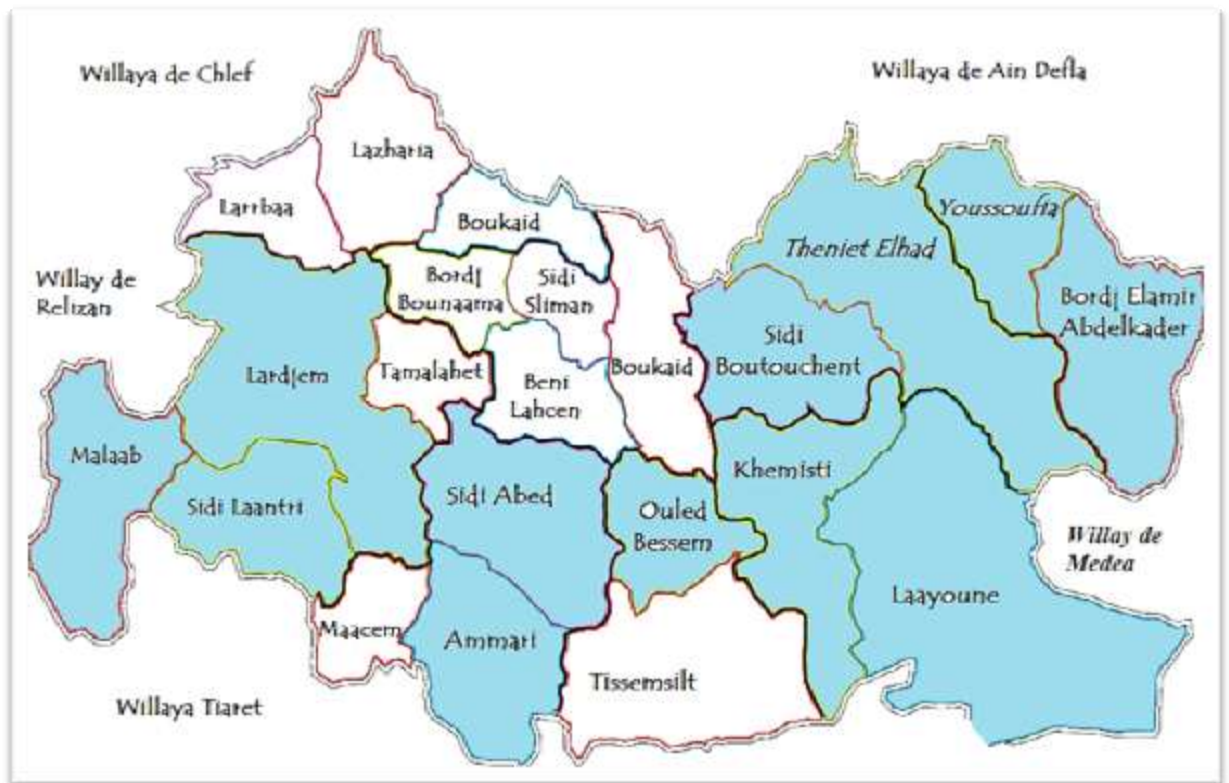 Willaya de Chlef
Willaya de Ain Defla
Lazharia
Larrbaa
Boukaid
Youssoufia
Theniet Elhad
Willay de
Relizan
Bordj
Bounaama
Sidi
Sliman
Bordj Elamir
Abdelkader
Sidi
Boutouchent
Lardjem
Tamalahet
Beni
Lahcen
Boukaid
Malaab
Khemisti
Sidi Laantri
Sidi Abed
Ouled
Bessem
Willay de
Medea
Laayoune
Maacem
Ammari
Tissemsilt
Willaya Tiaret